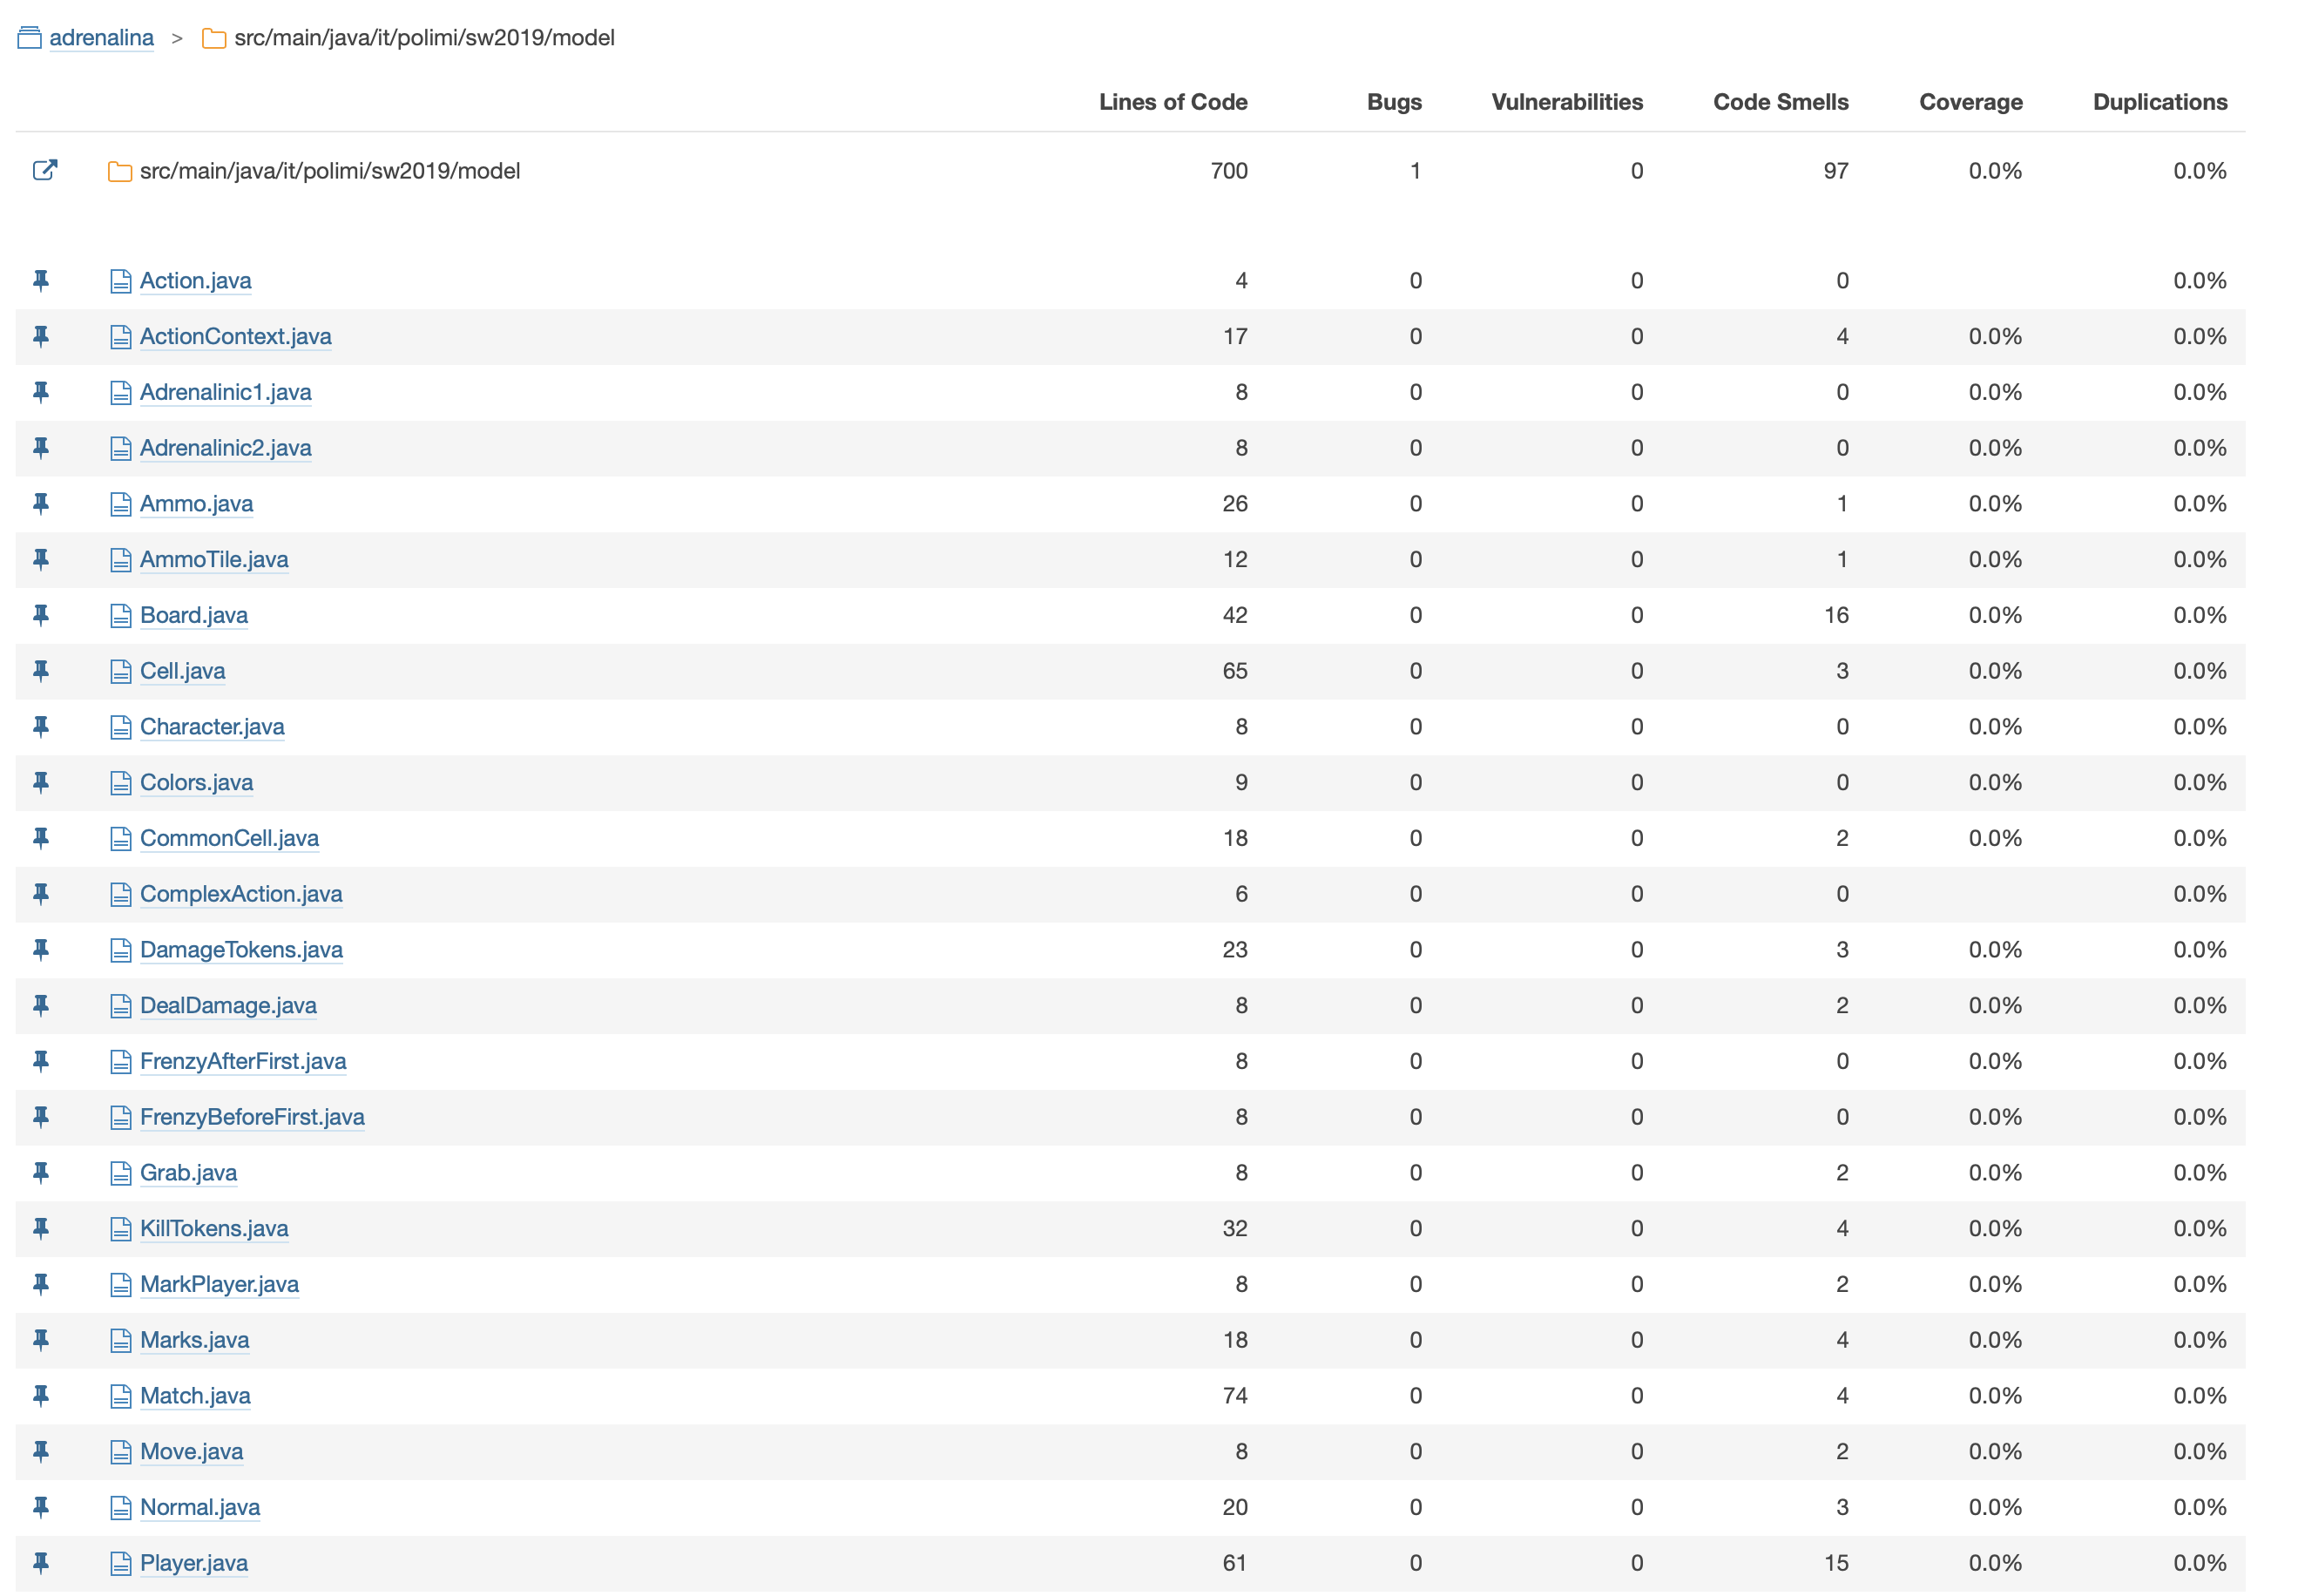 adrenalina > src/main/java/it/polimi/sw2019/model
Lines of Code Bugs Vulnerabilities Code Smells Coverage Duplications
src/main/java/it/polimi/sw2019/model 700 1 0 97 0.0% 0.0%
Action.java 4 0 0 0 0.0%
ActionContext.java 17 0 0 4 0.0% 0.0%
Adrenalinic1.java 8 0 0 0 0.0% 0.0%
Adrenalinic2.java 8 0 0 0 0.0% 0.0%
Ammo.java 26 0 0 1 0.0% 0.0%
AmmoTile.java 12 0 0 1 0.0% 0.0%
Board.java 42 0 0 16 0.0% 0.0%
Cell.java 65 0 0 3 0.0% 0.0%
Character.java 8 0 0 0 0.0% 0.0%
Colors.java 9 0 0 0 0.0% 0.0%
CommonCell.java 18 0 0 2 0.0% 0.0%
ComplexAction.java 6 0 0 0 0.0%
DamageTokens.java 23 0 0 3 0.0% 0.0%
DealDamage.java 8 0 0 2 0.0% 0.0%
FrenzyAfterFirst.java 8 0 0 0 0.0% 0.0%
FrenzyBeforeFirst.java 8 0 0 0 0.0% 0.0%
Grab.java 8 0 0 2 0.0% 0.0%
KillTokens.java 32 0 0 4 0.0% 0.0%
MarkPlayer.java 8 0 0 2 0.0% 0.0%
Marks.java 18 0 0 4 0.0% 0.0%
Match.java 74 0 0 4 0.0% 0.0%
Move.java 8 0 0 2 0.0% 0.0%
Normal.java 20 0 0 3 0.0% 0.0%
Player.java 61 0 0 15 0.0% 0.0%